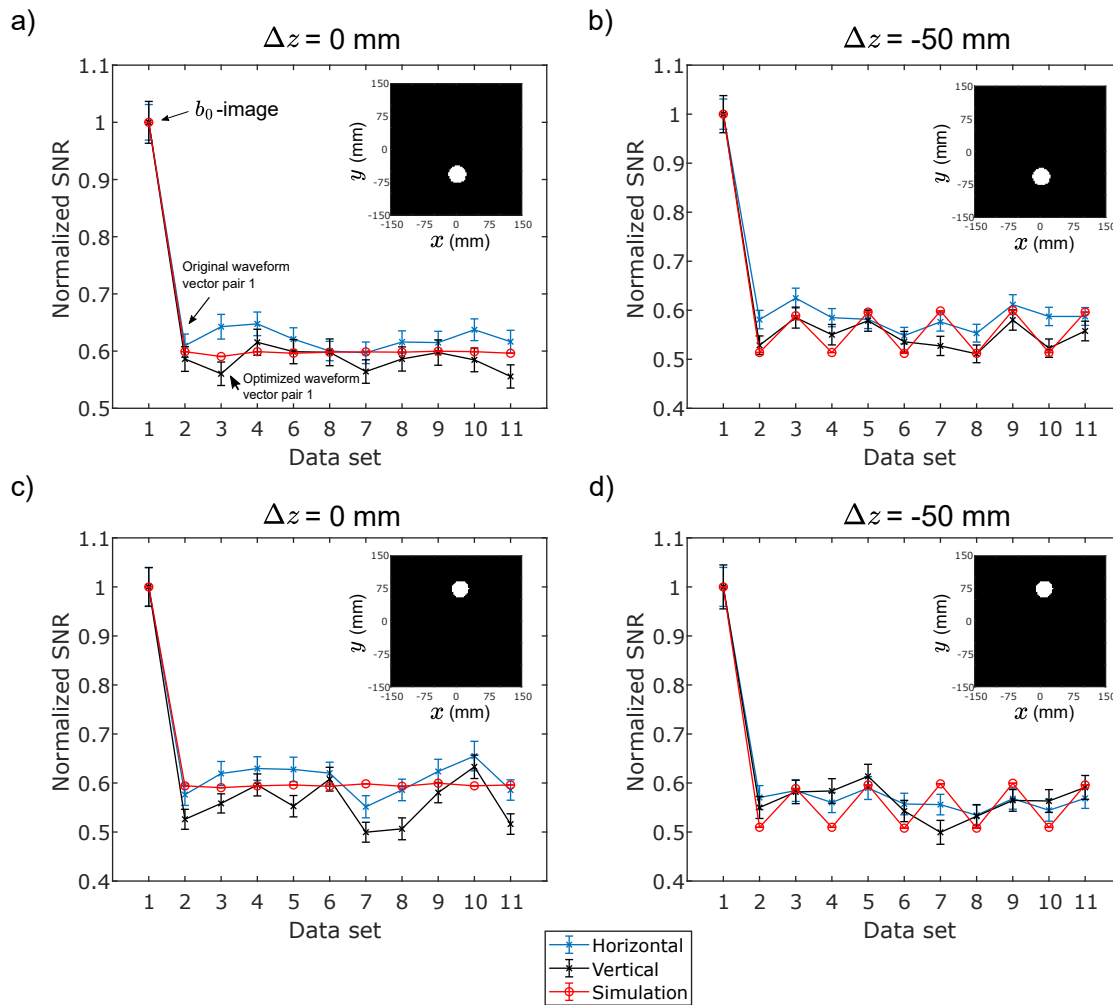 a)
Δz = 0 mm
1.1
1
0.9
0.8
0.7
0.6
0.5
Normalized SNR
b₀-image
Original waveform
vector pair 1
Optimized waveform
vector pair 1
150
75
0
-75
-150
y (mm)
-150 -75 0 75 150
x (mm)
1 2 3 4 6 8 7 8 9 10 11
Data set
b)
Δz = -50 mm
1.1
1
0.9
0.8
0.7
0.6
0.5
0.4
Normalized SNR
150
75
0
-75
-150
y (mm)
-150 -75 0 75 150
x (mm)
1 2 3 4 5 6 7 8 9 10 11
Data set
c)
Δz = 0 mm
1.1
1
0.9
0.8
0.7
0.6
0.5
0.4
Normalized SNR
150
75
0
-75
-150
y (mm)
-150 75 0 75 150
x (mm)
1 2 3 4 5 6 7 8 9 10 11
Data set
d)
Δz = -50 mm
1.1
1
0.9
0.8
0.7
0.6
0.5
0.4
Normalized SNR
150
75
0
-75
-150
y (mm)
-150 75 0 75 150
x (mm)
1 2 3 4 5 6 7 8 9 10 11
Data set
Horizontal
Vertical
Simulation